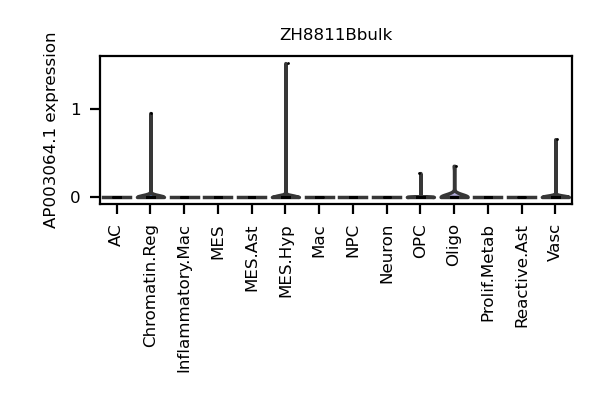 ZH8811Bbulk
AP003064.1 expression
1
0
AC
Chromatin.Reg
Inflammatory.Mac
MES
MES.Ast
MES.Hyp
Mac
NPC
Neuron
OPC
Oligo
Prolif.Metab
Reactive.Ast
Vasc